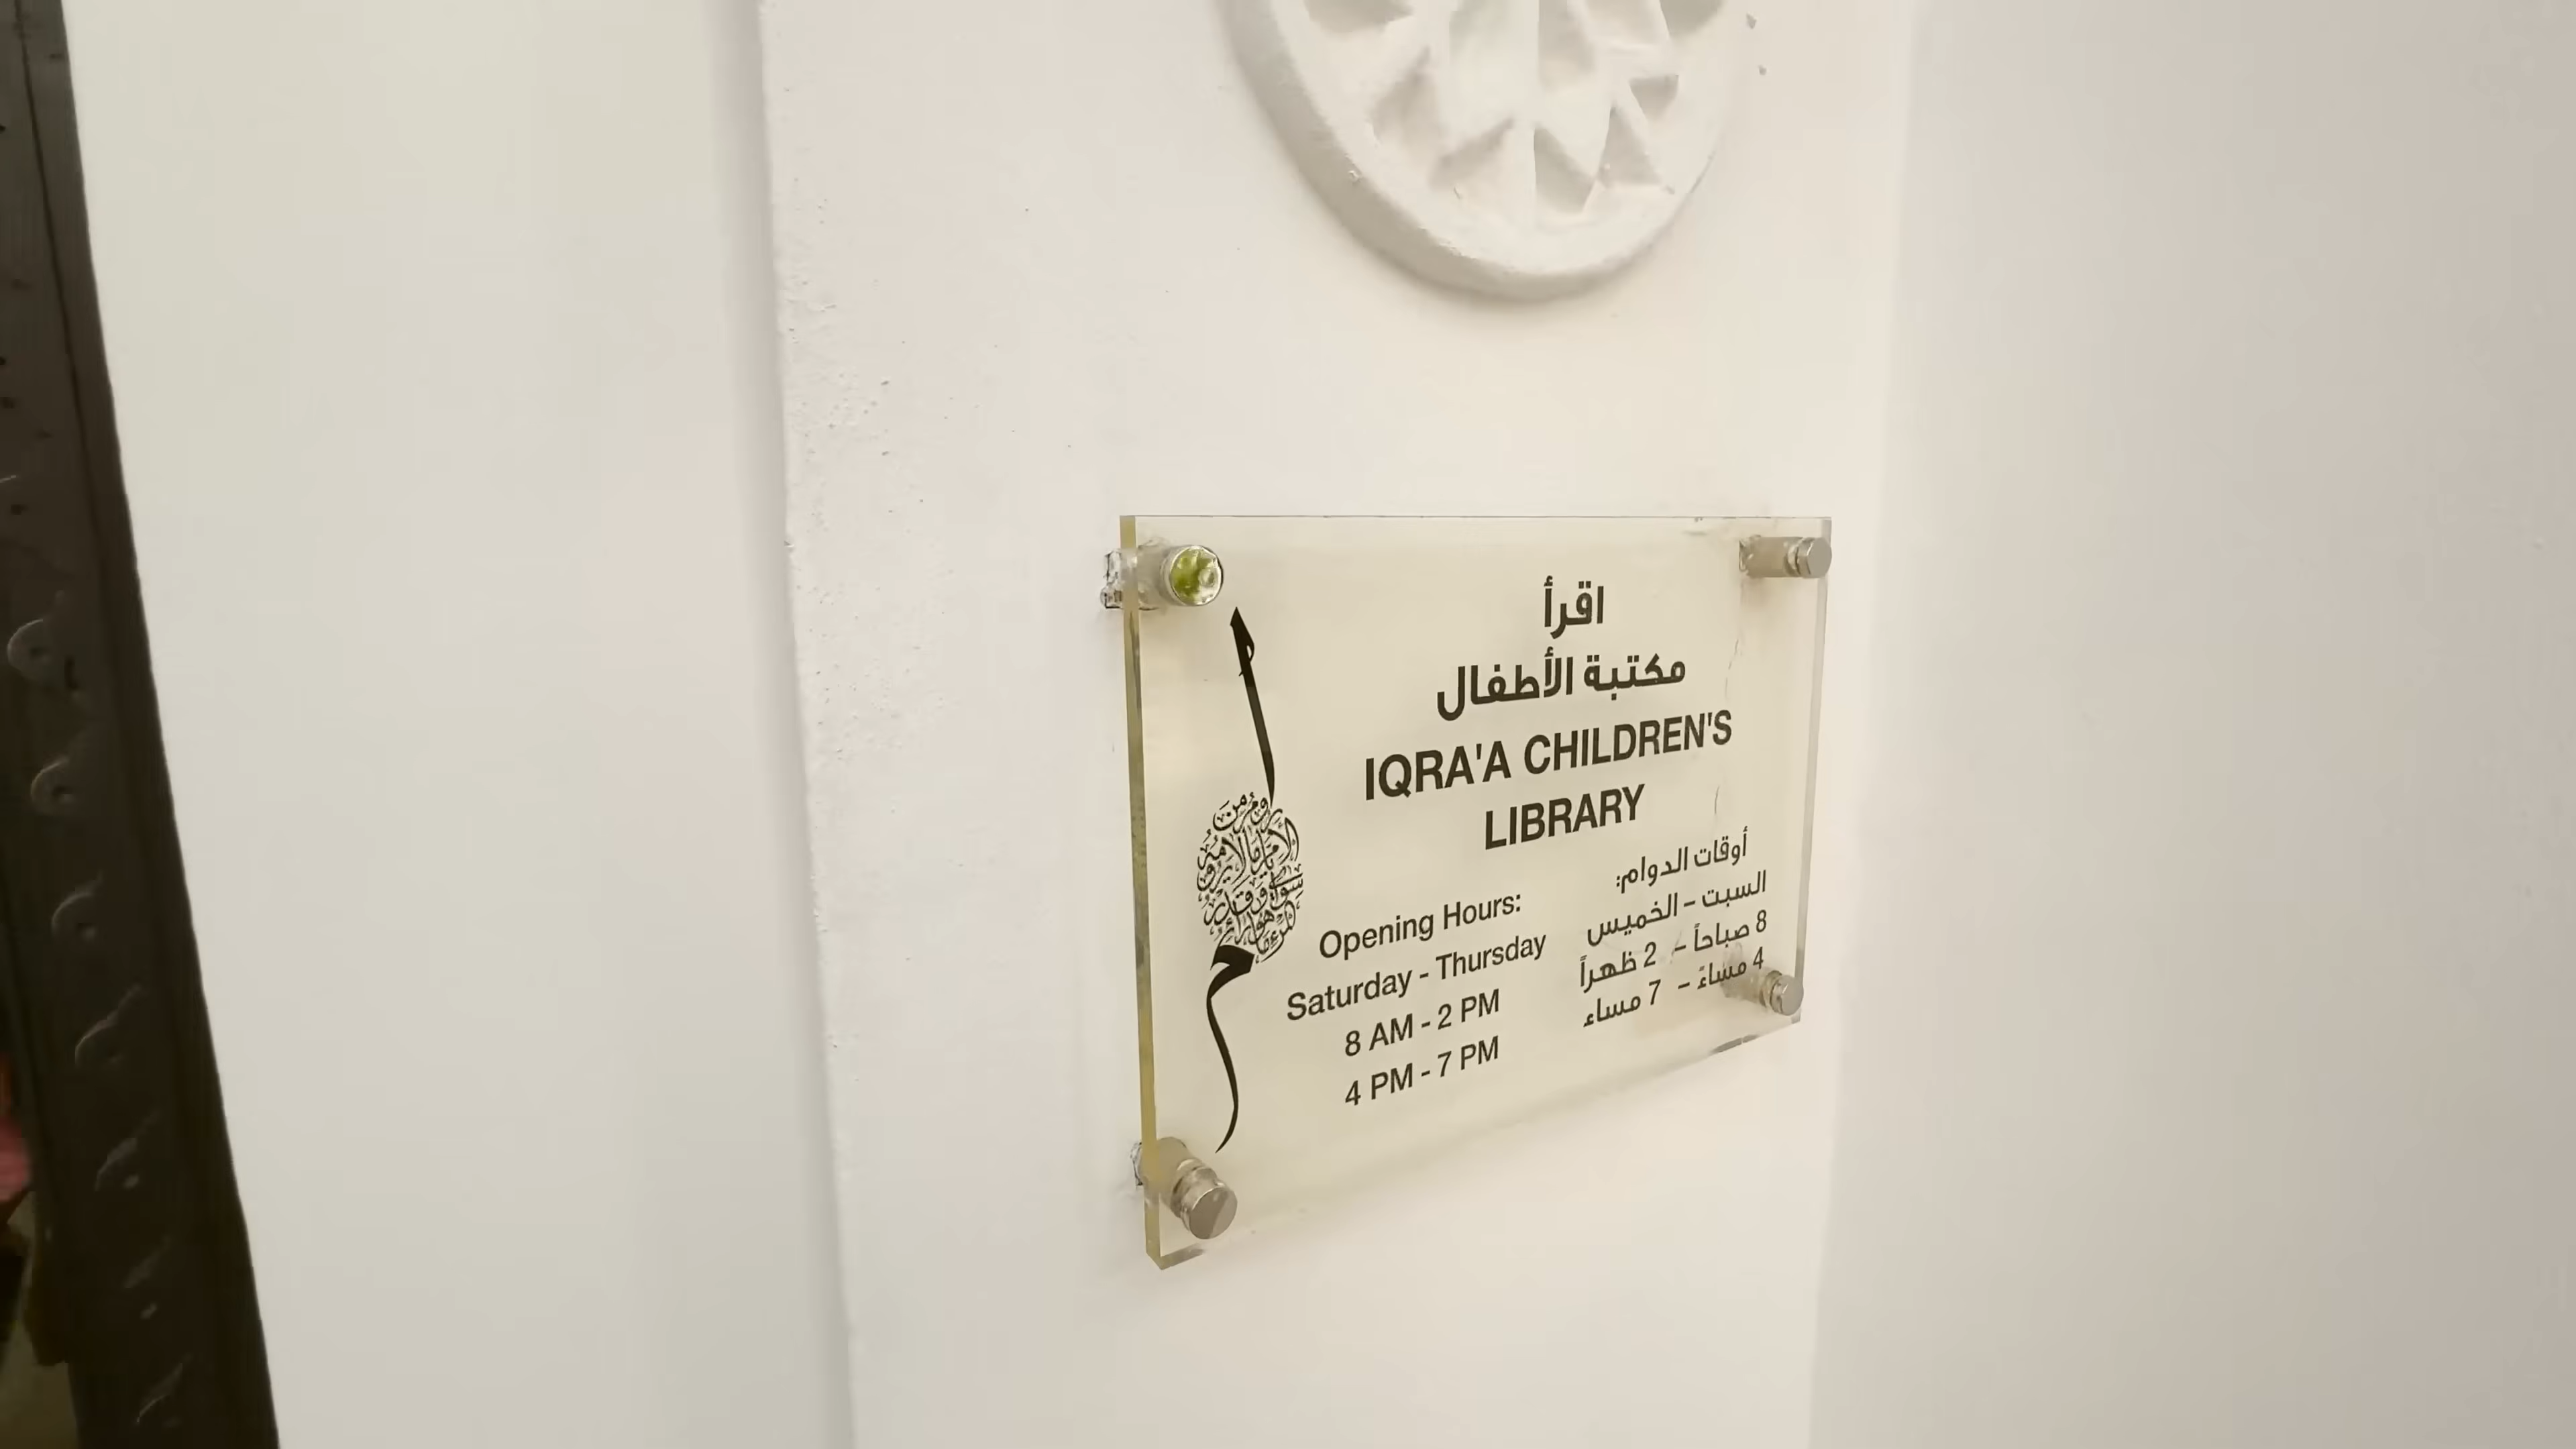 اقرأ
مكتبة الأطفال
IQRA'A CHILDREN'S
LIBRARY
Opening Hours:
Saturday - Thursday
8 AM - 2 PM
4 PM - 7 PM
أوقات الدوام:
السبت - الخميس
8 صباحاً - 2 ظهراً
4 مساءً - 7 مساء